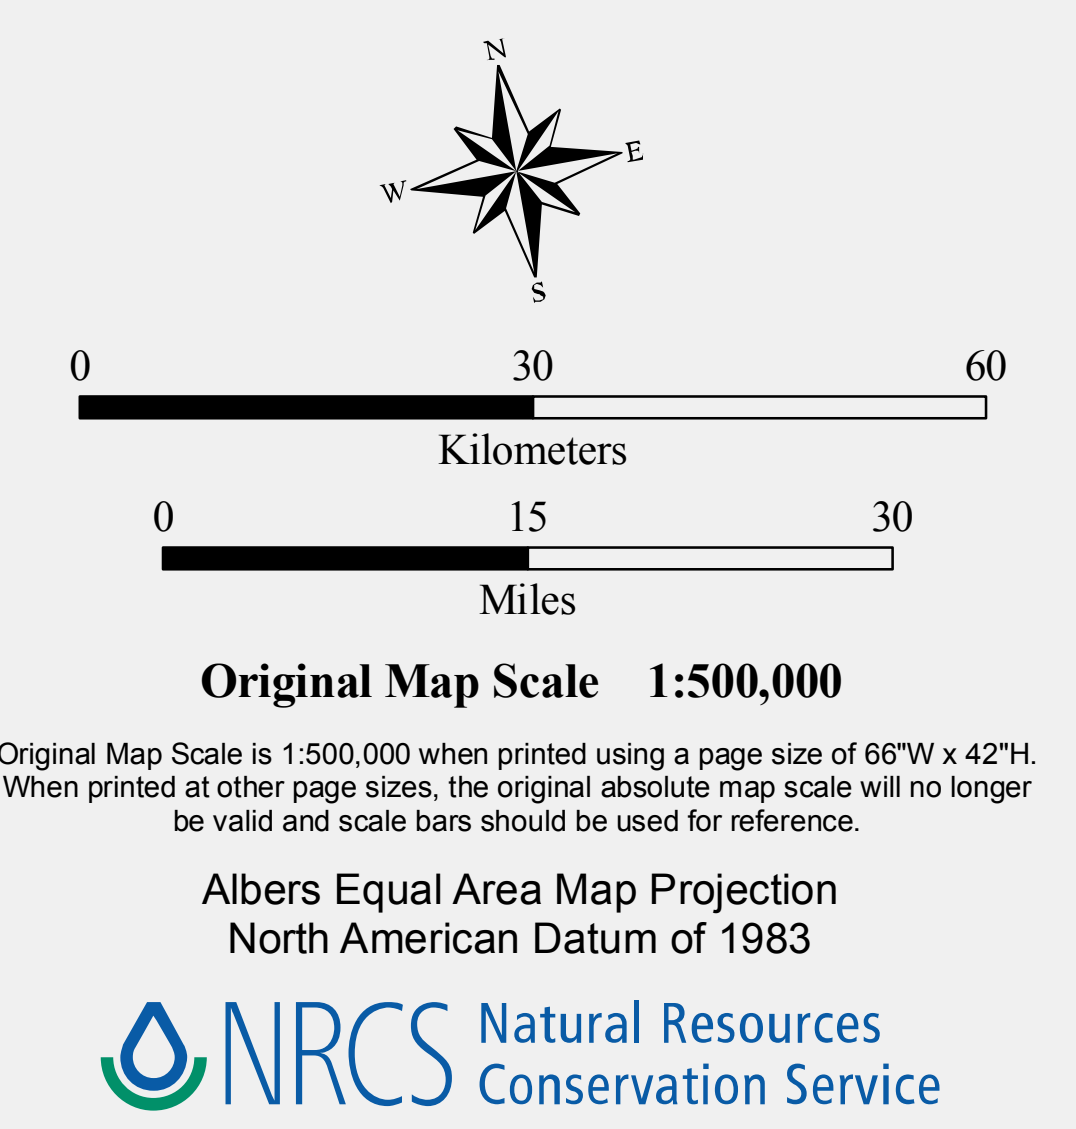 N
W E
S
0 30 60
Kilometers
0 15 30
Miles
Original Map Scale 1:500,000
Original Map Scale is 1:500,000 when printed using a page size of 66"W x 42"H.
When printed at other page sizes, the original absolute map scale will no longer
be valid and scale bars should be used for reference.
Albers Equal Area Map Projection
North American Datum of 1983
NRCS Natural Resources
Conservation Service